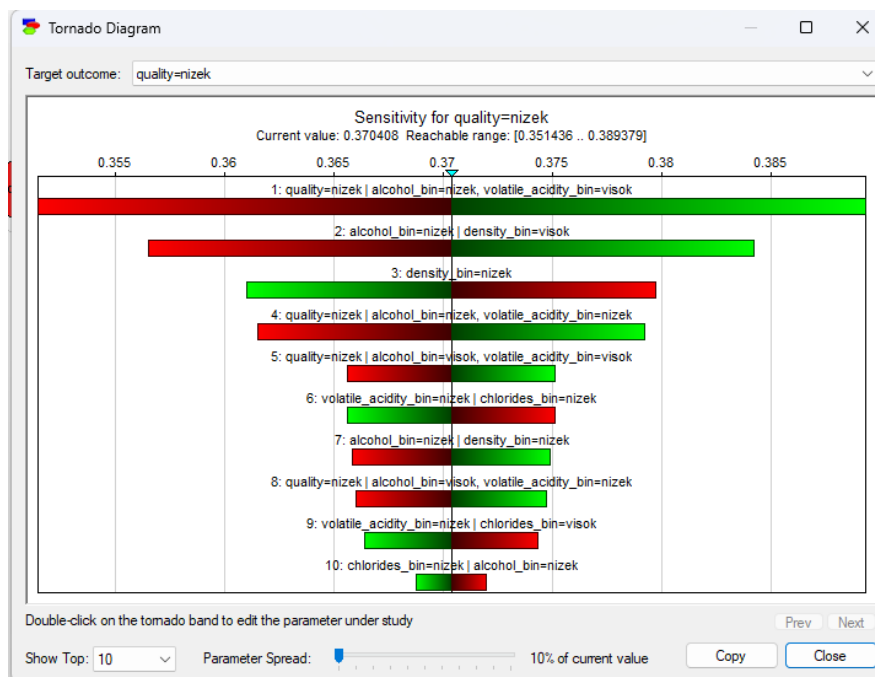 Tornado Diagram
Target outcome: quality=nizek
Sensitivity for quality=nizek
Current value: 0.370408 Reachable range: [0.351436 .. 0.389379]
0.355 0.36 0.365 0.37 0.375 0.38 0.385
1: quality=nizek | alcohol_bin=nizek, volatile_acidity_bin=visok
2: alcohol_bin=nizek | density_bin=visok
3: density_bin=nizek
4: quality=nizek | alcohol_bin=nizek, volatile_acidity_bin=nizek
5: quality=nizek | alcohol_bin=visok, volatile_acidity_bin=visok
6: volatile_acidity_bin=nizek | chlorides_bin=nizek
7: alcohol_bin=nizek | density_bin=nizek
8: quality=nizek | alcohol_bin=visok, volatile_acidity_bin=nizek
9: volatile_acidity_bin=nizek | chlorides_bin=visok
10: chlorides_bin=nizek | alcohol_bin=nizek
Double-click on the tornado band to edit the parameter under study
Prev Next
Show Top: 10 Parameter Spread: 10% of current value Copy Close